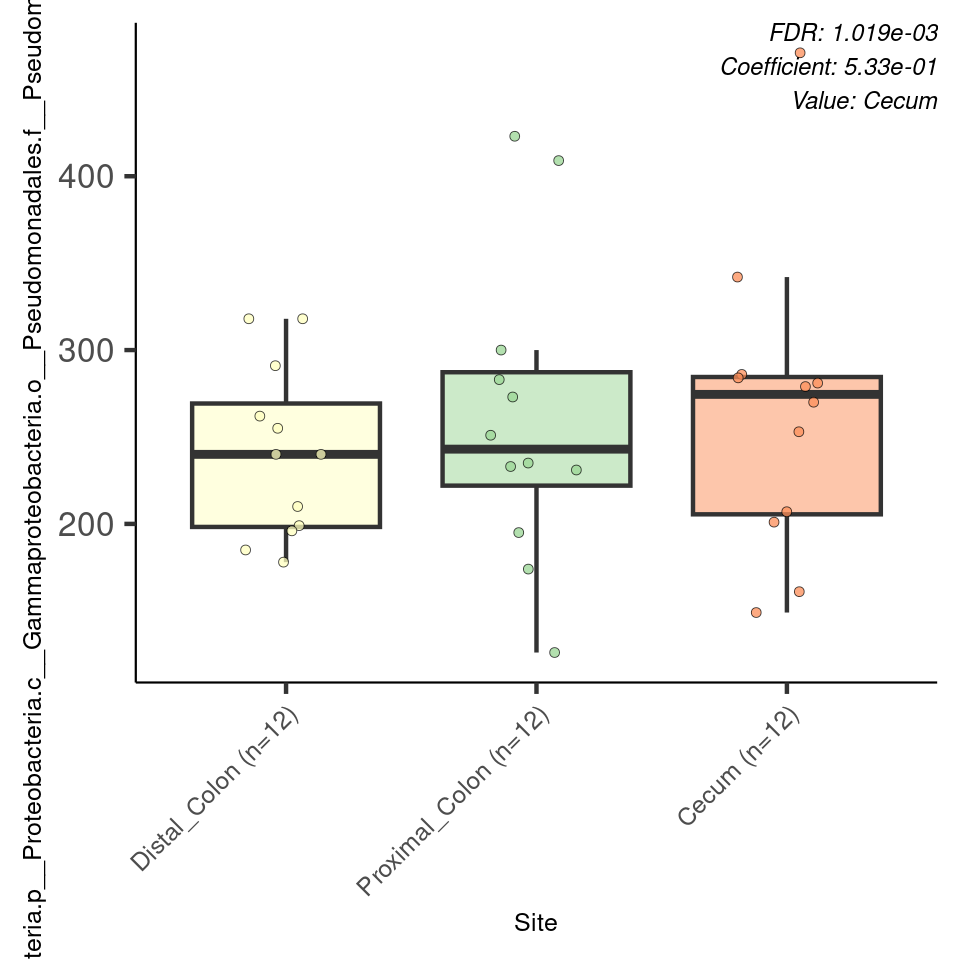 FDR: 1.019e-03
Coefficient: 5.33e-01
Value: Cecum
teria.p__Proteobacteria.c__Gammaproteobacteria.o__Pseudomonadales.f__Pseudom
400
300
200
Distal_Colon (n=12)
Proximal_Colon (n=12)
Cecum (n=12)
Site